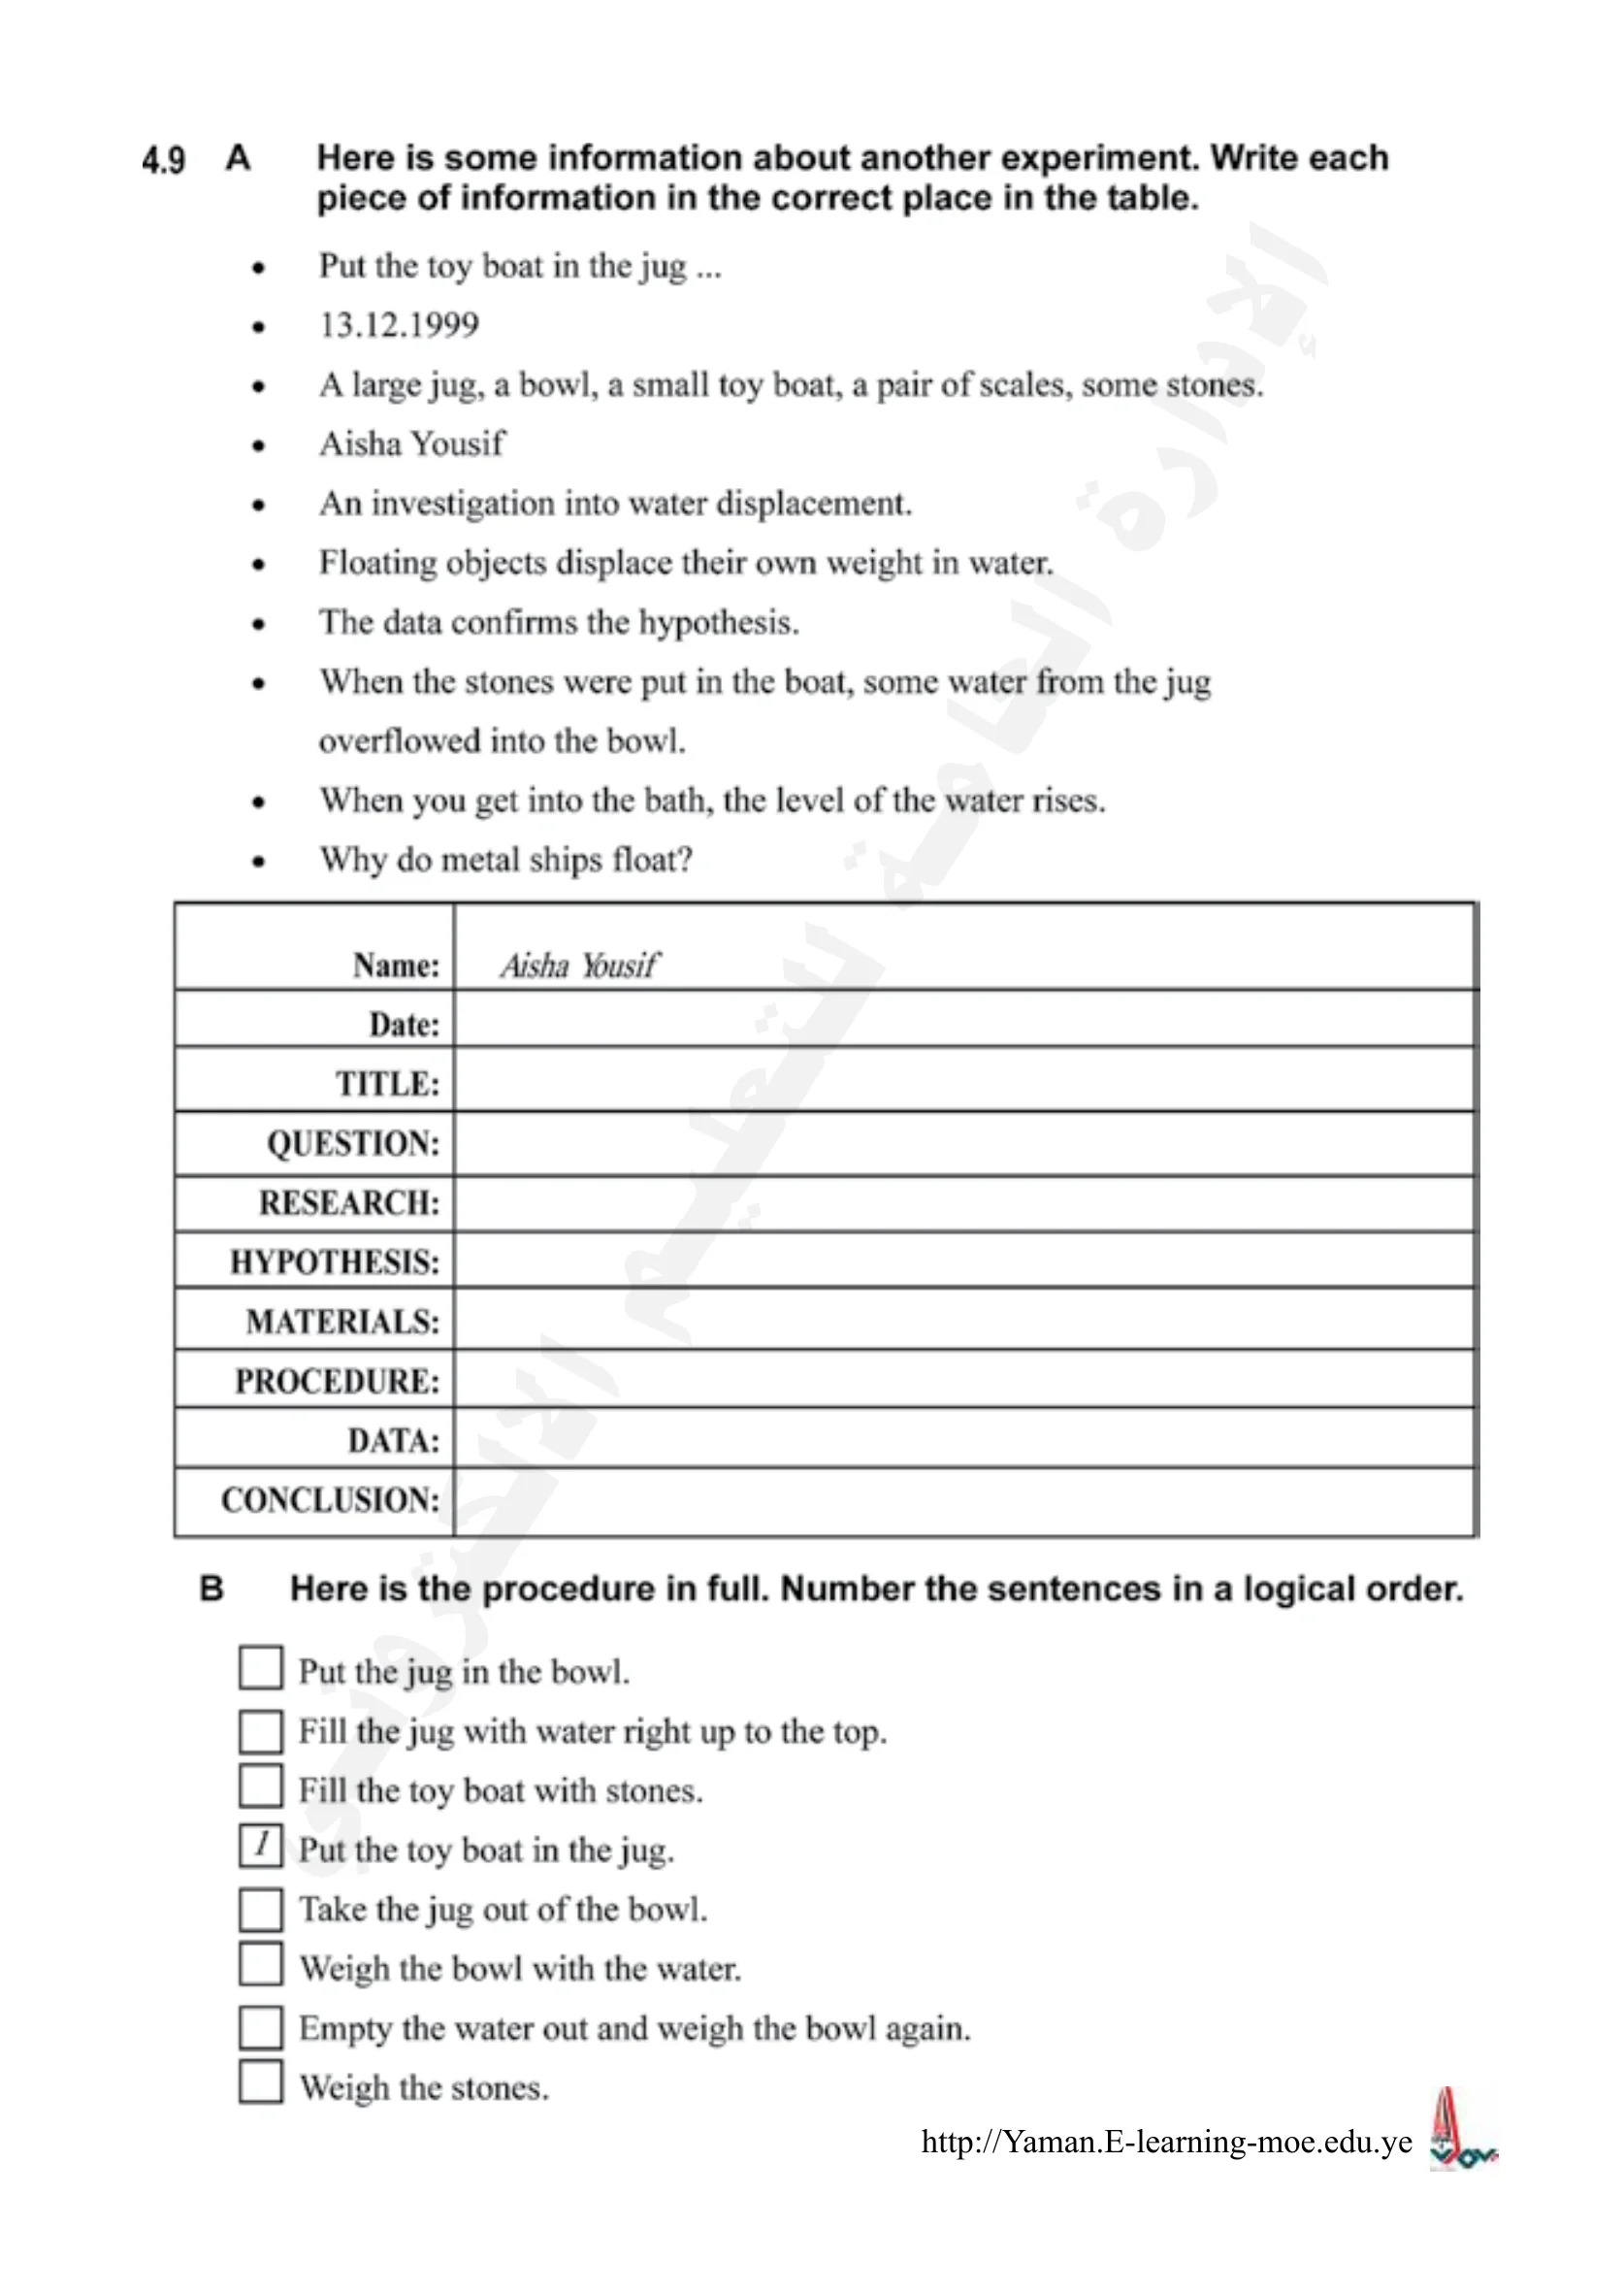 4.9 A Here is some information about another experiment. Write each
piece of information in the correct place in the table.
• Put the toy boat in the jug ...
• 13.12.1999
• A large jug, a bowl, a small toy boat, a pair of scales, some stones.
• Aisha Yousif
• An investigation into water displacement.
• Floating objects displace their own weight in water.
• The data confirms the hypothesis.
• When the stones were put in the boat, some water from the jug
overflowed into the bowl.
• When you get into the bath, the level of the water rises.
• Why do metal ships float?
Name: Aisha Yousif
Date:
TITLE:
QUESTION:
RESEARCH:
HYPOTHESIS:
MATERIALS:
PROCEDURE:
DATA:
CONCLUSION:
B Here is the procedure in full. Number the sentences in a logical order.
Put the jug in the bowl.
Fill the jug with water right up to the top.
Fill the toy boat with stones.
1 Put the toy boat in the jug.
Take the jug out of the bowl.
Weigh the bowl with the water.
Empty the water out and weigh the bowl again.
Weigh the stones.
http://Yaman.E-learning-moe.edu.ye
الإدارة العامة للتعليم الإلكتروني